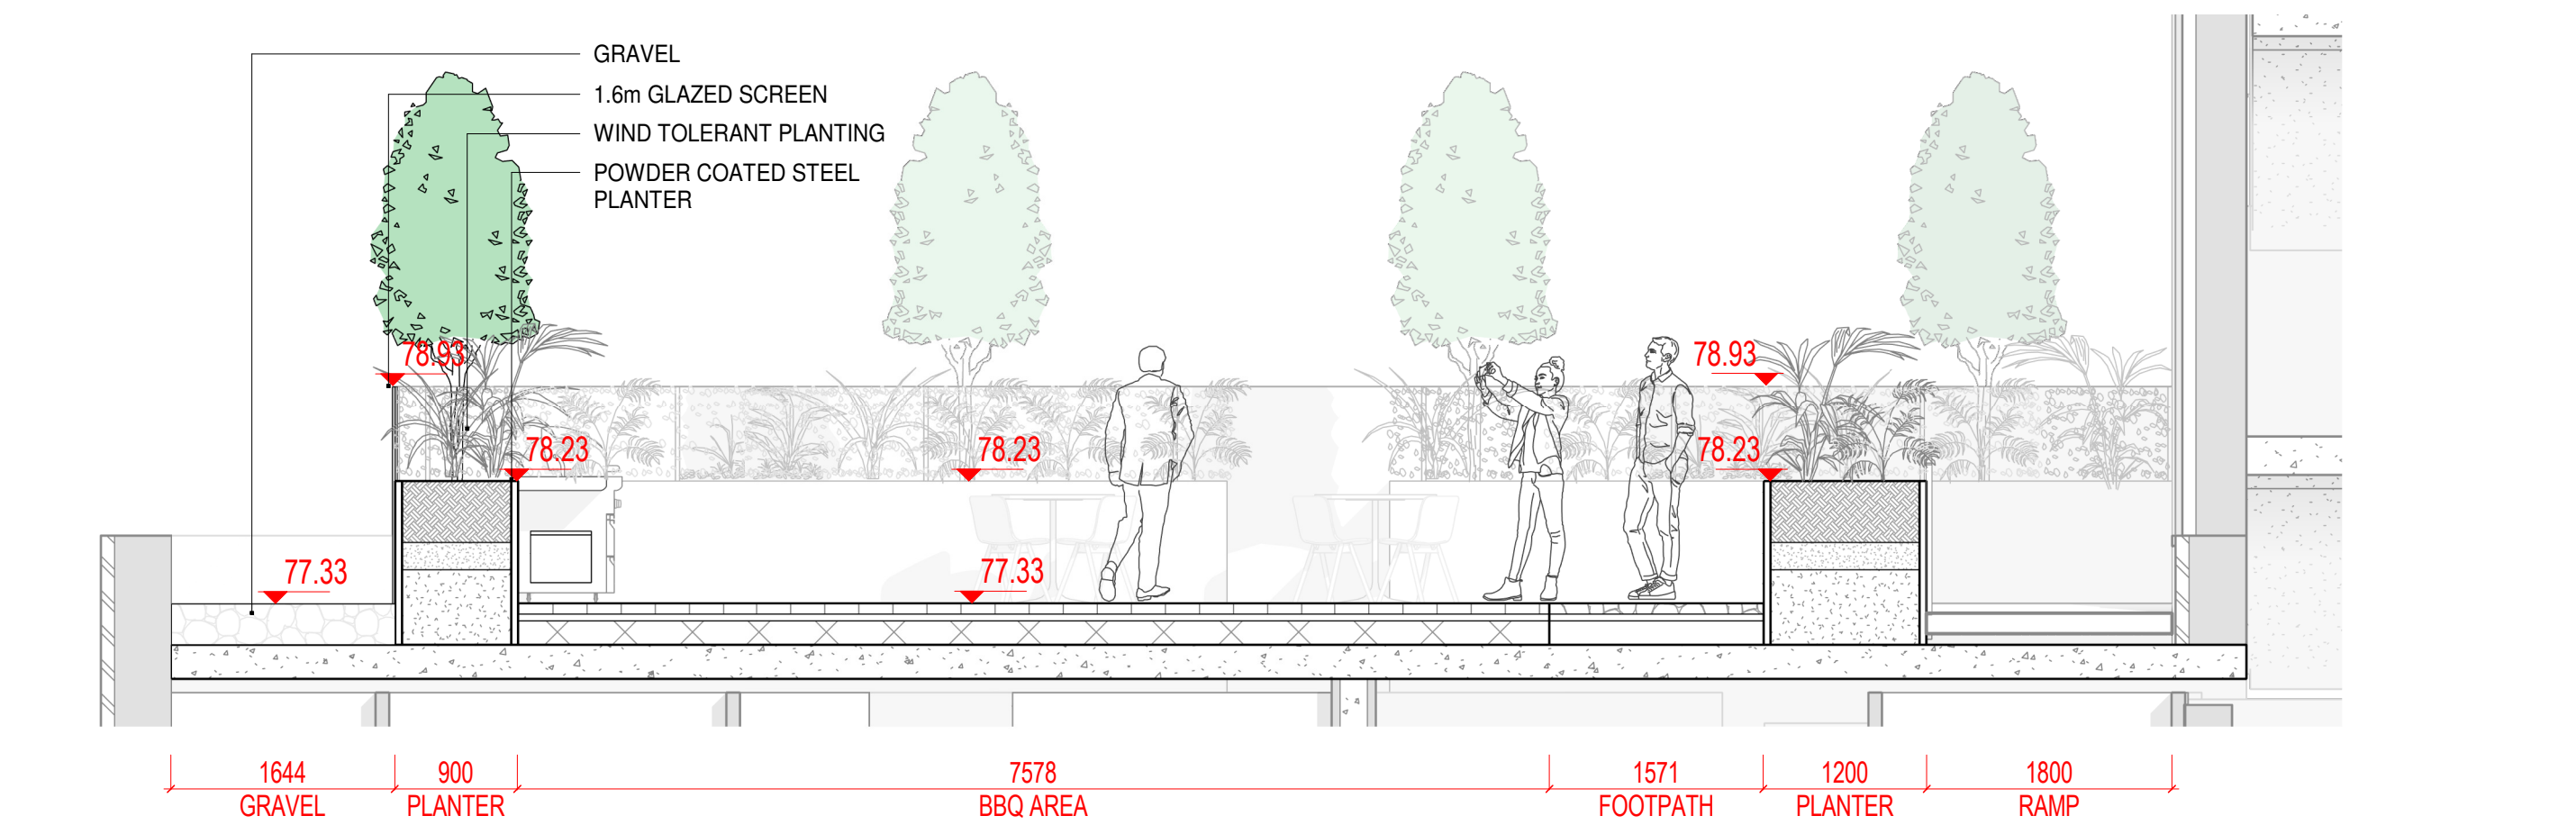 GRAVEL
1.6m GLAZED SCREEN
WIND TOLERANT PLANTING
POWDER COATED STEEL
PLANTER
78.93
78.93
78.23
78.23
78.23
77.33
77.33
1644
900
7578
1571
1200
1800
GRAVEL
PLANTER
BBQ AREA
FOOTPATH
PLANTER
RAMP